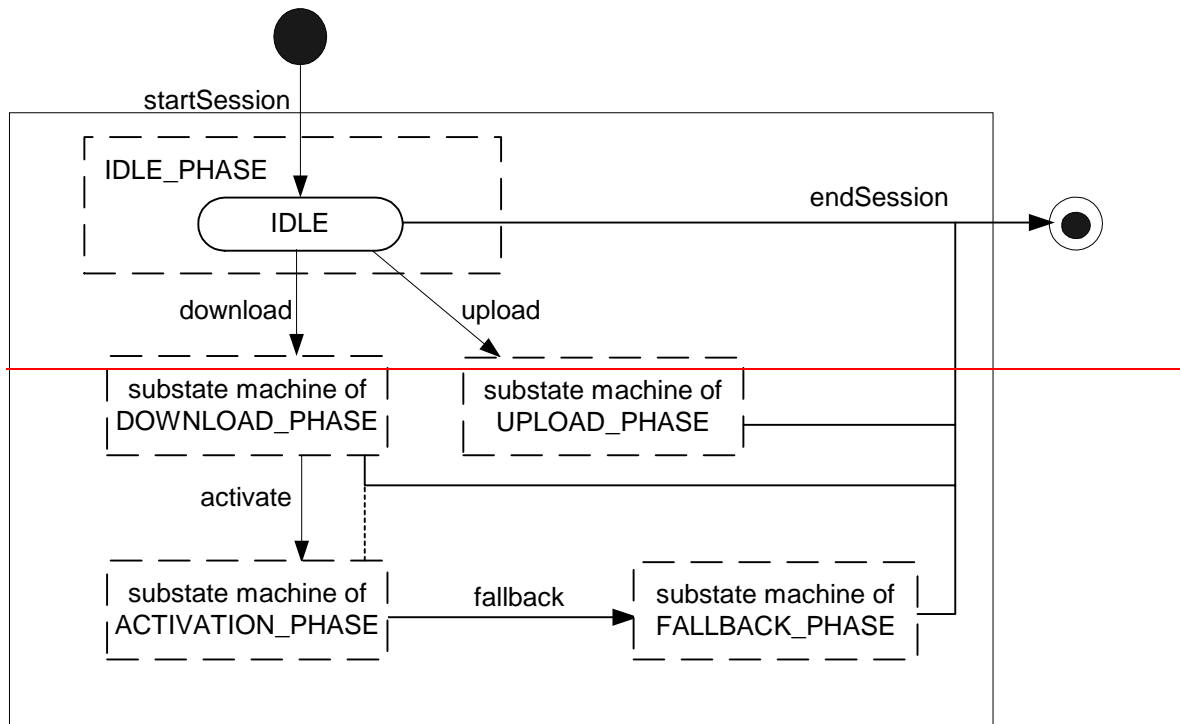 startSession
IDLE_PHASE
IDLE
endSession
download
upload
substate machine of
DOWNLOAD_PHASE
substate machine of
UPLOAD_PHASE
activate
substate machine of
ACTIVATION_PHASE
fallback
substate machine of
FALLBACK_PHASE